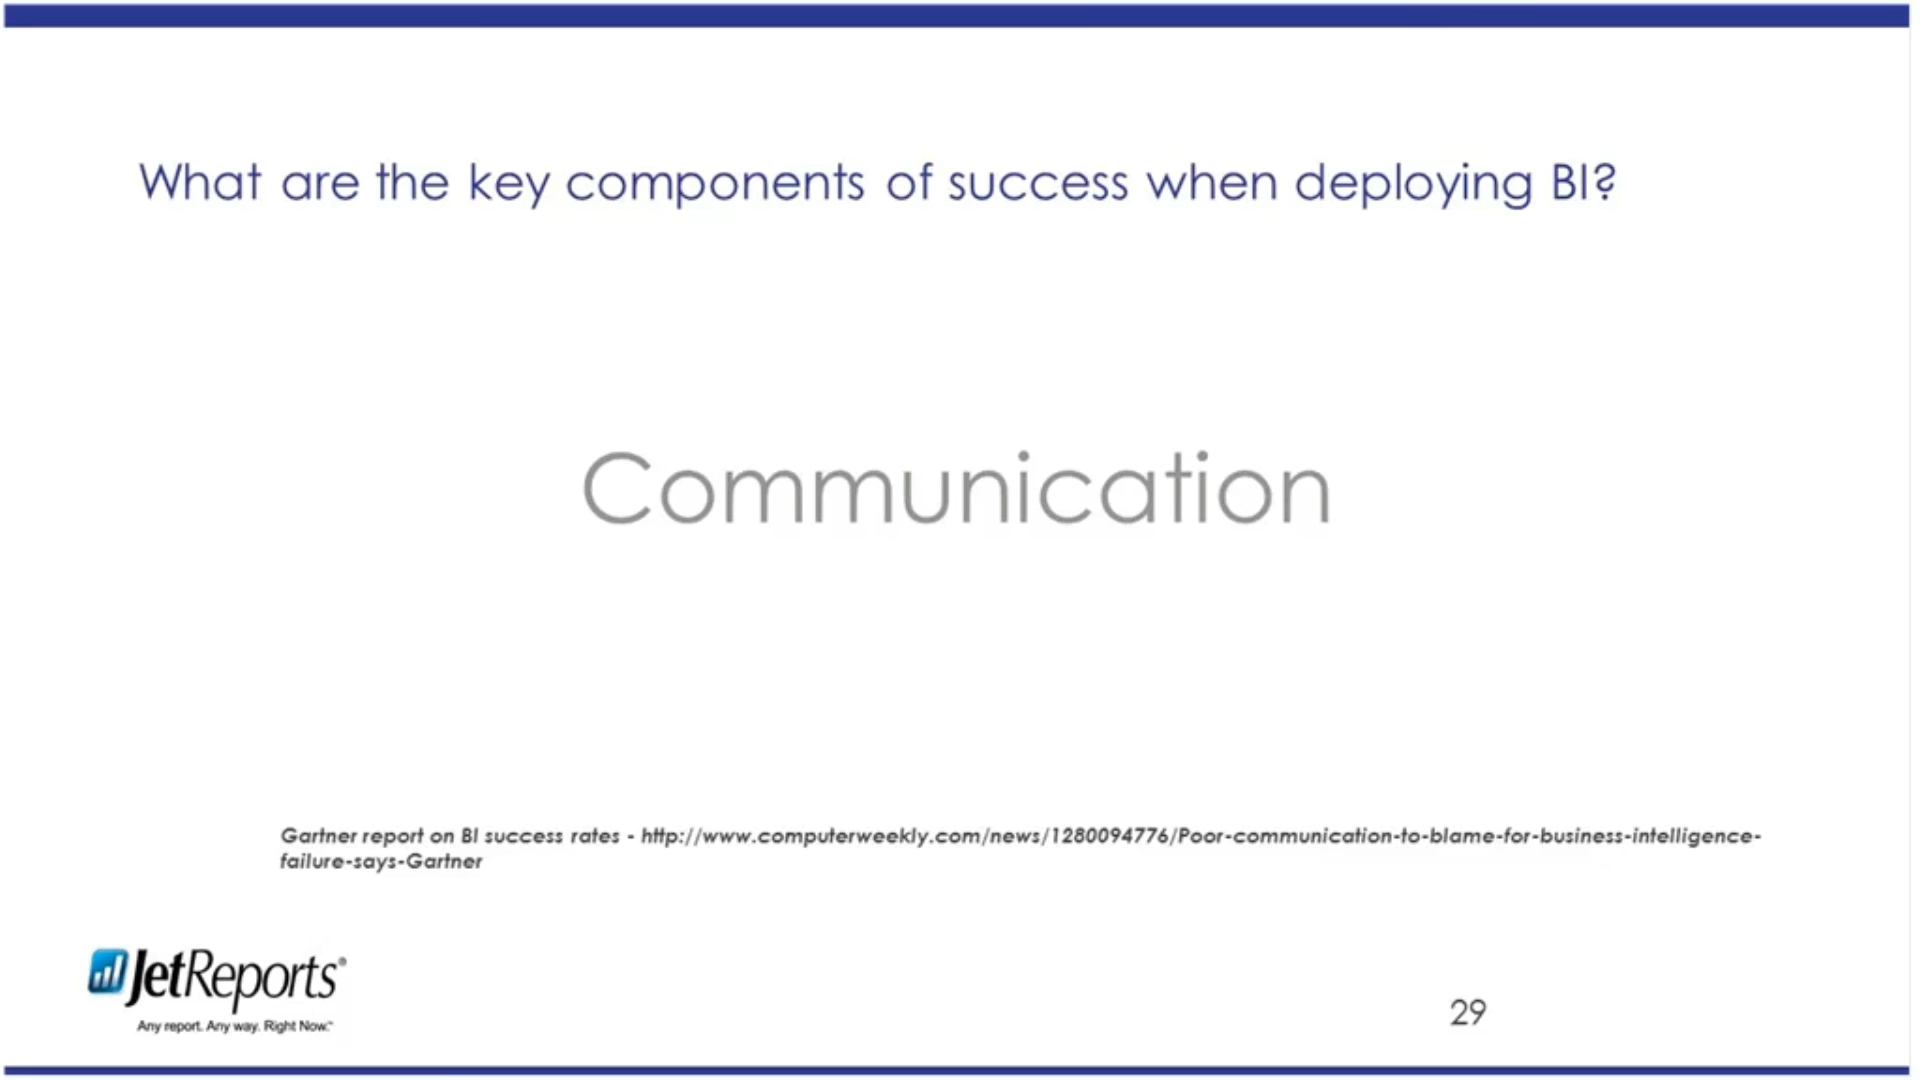 What are the key components of success when deploying BI?
Communication
Gartner report on BI success rates - http://www.computerweekly.com/news/1280094776/Poor-communication-to-blame-for-business-intelligence-
failure-says-Gartner
JetReports®
Any report. Any way. Right Now.™
29